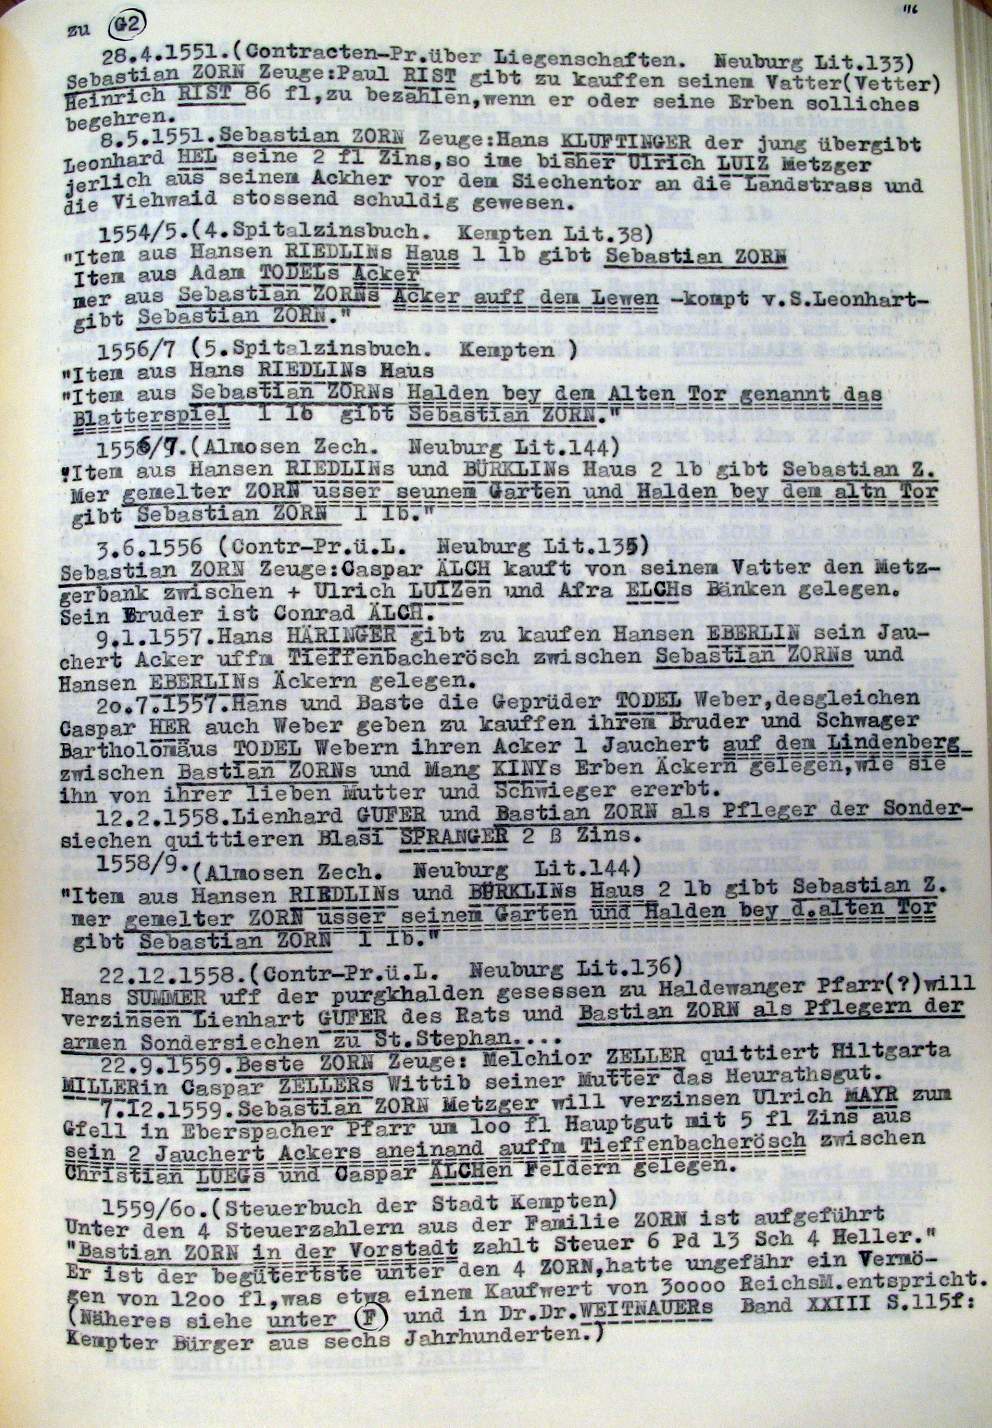 116
zu G2
28.4.1551.(Contracten-Pr.über Liegenschaften. Neuburg Lit.133)
Sebastian ZORN Zeuge:Paul RIST gibt zu kauffen seinem Vatter(Vetter)
Heinrich RIST 86 fl,zu bezahlen,wenn er oder seine Erben solliches
begehren.
8.5.1551.Sebastian ZORN Zeuge:Hans KLUFTINGER der jung übergibt
Leonhard HEL seine 2 fl Zins,so ime bisher Ulrich LUIZ Metzger
jerlich aus seinem Ackher vor dem Siechentor an die Landstrass und
die Viehwaid stossend schuldig gewesen.
1554/5.(4.Spitalzinsbuch. Kempten Lit.38)
"Item aus Hansen RIEDLINs Haus 1 lb gibt Sebastian ZORN
Item aus Adam TODELs Acker
mer aus Sebastian ZORNs Acker auff dem Lewen -kompt v.S.Leonhart-
gibt Sebastian ZORN."
1556/7 (5.Spitalzinsbuch. Kempten )
"Item aus Hans RIEDLINs Haus
"Item aus Sebastian ZORNs Halden bey dem Alten Tor genannt das
Blatterspiel 1 lb gibt Sebastian ZORN."
1556/7.(Almosen Zech. Neuburg Lit.144)
"Item aus Hansen RIEDLINs und BÜRKLINs Haus 2 lb gibt Sebastian Z.
Mer gemelter ZORN usser seunem Garten und Halden bey dem altn Tor
gibt Sebastian ZORN 1 Ib."
3.6.1556 (Contr-Pr.ü.L. Neuburg Lit.135)
Sebastian ZORN Zeuge:Caspar ÄLCH kauft von seinem Vatter den Metz-
gerbank zwischen + Ulrich LUIZen und Afra ELCHs Bänken gelegen.
Sein Bruder ist Conrad ÄLCH.
9.1.1557.Hans HÄRINGER gibt zu kaufen Hansen EBERLIN sein Jau-
chert Acker uffm Tieffenbacherösch zwischen Sebastian ZORNs und
Hansen EBERLINs Äckern gelegen.
20.7.1557.Hans und Baste die Geprüder TODEL Weber,desgleichen
Caspar HER auch Weber geben zu kauffen ihrem Bruder und Schwager
Bartholomäus TODEL Webern ihren Acker 1 Jauchert auf dem Lindenberg
zwischen Bastian ZORNs und Mang KINYs Erben Äckern gelegen,wie sie
ihn von ihrer lieben Mutter und Schwieger ererbt.
12.2.1558.Lienhard GUFER und Bastian ZORN als Pfleger der Sonder-
siechen quittieren Blasi SPRANGER 2 ß Zins.
1558/9.(Almosen Zech. Neuburg Lit.144)
"Item aus Hansen RIEDLINs und BÜRKLINs Haus 2 lb gibt Sebastian Z.
mer gemelter ZORN usser seinem Garten und Halden bey d.alten Tor
gibt Sebastian ZORN 1 Ib."
22.12.1558.(Contr-Pr.ü.L. Neuburg Lit.136)
Hans SUMMER uff der purgkhalden gesessen zu Haldewanger Pfarr(?)will
verzinsen Lienhart GUFER des Rats und Bastian ZORN als Pflegern der
armen Sondersiechen zu St.Stephan....
22.9.1559.Beste ZORN Zeuge: Melchior ZELLER quittiert Hiltgarta
MILLERin Caspar ZELLERs Wittib seiner Mutter das Heurathsgut.
7.12.1559.Sebastian ZORN Metzger will verzinsen Ulrich MAYR zum
Gfell in Eberspacher Pfarr um 100 fl Hauptgut mit 5 fl Zins aus
sein 2 Jauchert Ackers aneinand auffm Tieffenbacherösch zwischen
Christian LUEGs und Caspar ÄLCHen Feldern gelegen.
1559/60.(Steuerbuch der Stadt Kempten)
Unter den 4 Steuerzahlern aus der Familie ZORN ist aufgeführt
"Bastian ZORN in der Vorstadt zahlt Steuer 6 Pd 13 Sch 4 Heller."
Er ist der begütertste unter den 4 ZORN,hatte ungefähr ein Vermö-
gen von 1200 fl,was etwa einem Kaufwert von 30000 ReichsM.entspricht.
(Näheres siehe unter F und in Dr.Dr.WEITNAUERs Band XXIII S.115f:
Kempter Bürger aus sechs Jahrhunderten.)